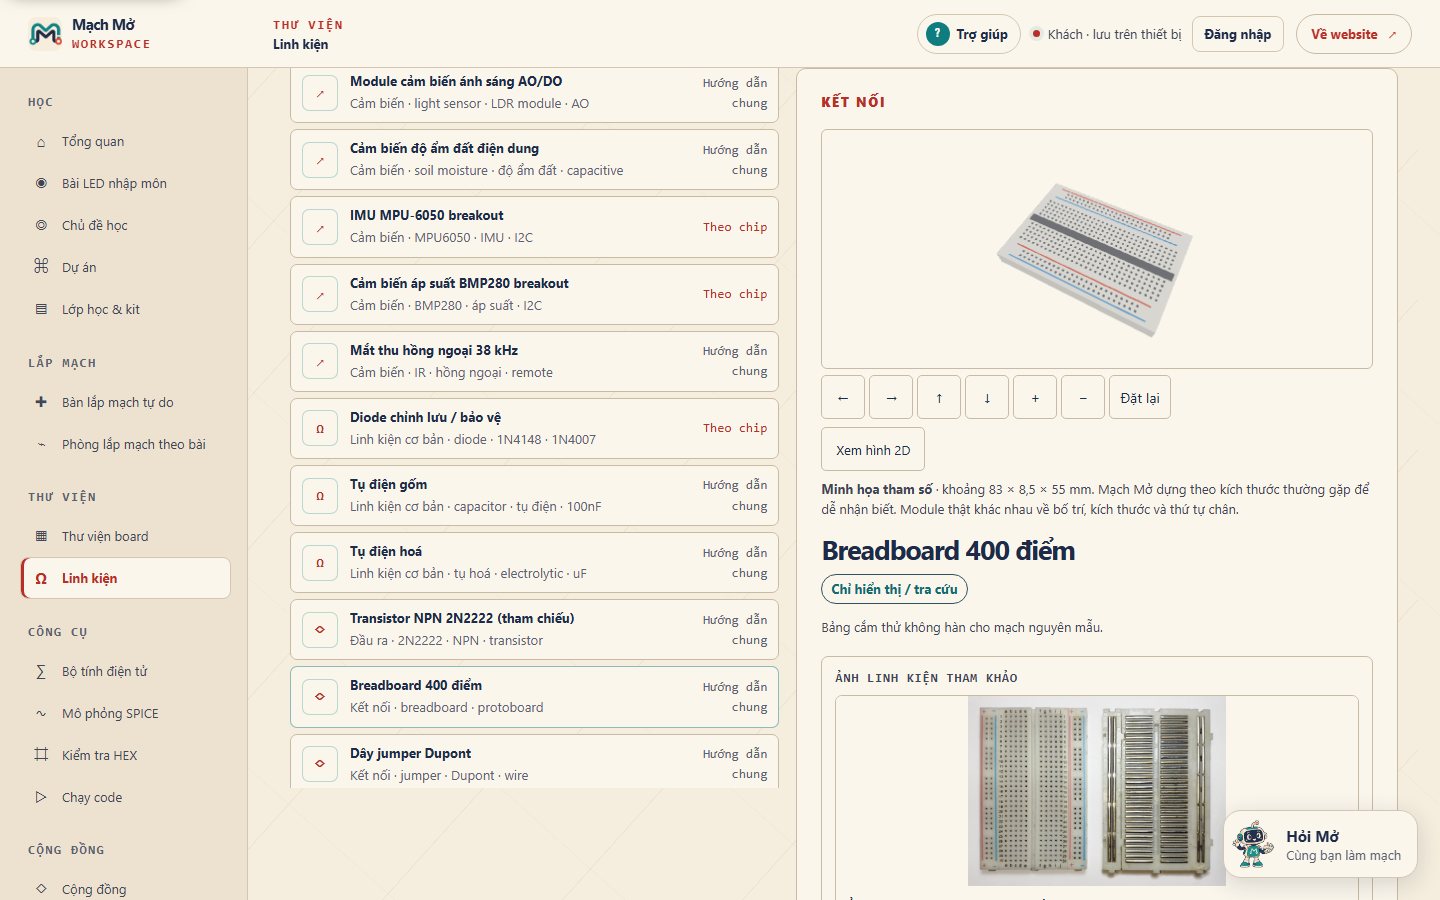 Mạch Mở
WORKSPACE
THƯ VIỆN
Linh kiện
? Trợ giúp
Khách · lưu trên thiết bị
Đăng nhập
Về website ↗
HỌC
Tổng quan
Bài LED nhập môn
Chủ đề học
Dự án
Lớp học & kit
LẮP MẠCH
Bàn lắp mạch tự do
Phòng lắp mạch theo bài
THƯ VIỆN
Thư viện board
Ω Linh kiện
CÔNG CỤ
∑ Bộ tính điện tử
Mô phỏng SPICE
Kiểm tra HEX
Chạy code
CỘNG ĐỒNG
Cộng đồng
Module cảm biến ánh sáng AO/DO
Cảm biến · light sensor · LDR module · AO
Hướng dẫn
chung
Cảm biến độ ẩm đất điện dung
Cảm biến · soil moisture · độ ẩm đất · capacitive
Hướng dẫn
chung
IMU MPU-6050 breakout
Cảm biến · MPU6050 · IMU · I2C
Theo chip
Cảm biến áp suất BMP280 breakout
Cảm biến · BMP280 · áp suất · I2C
Theo chip
Mắt thu hồng ngoại 38 kHz
Cảm biến · IR · hồng ngoại · remote
Hướng dẫn
chung
Ω
Diode chỉnh lưu / bảo vệ
Linh kiện cơ bản · diode · 1N4148 · 1N4007
Theo chip
Ω
Tụ điện gốm
Linh kiện cơ bản · capacitor · tụ điện · 100nF
Hướng dẫn
chung
Ω
Tụ điện hoá
Linh kiện cơ bản · tụ hoá · electrolytic · uF
Hướng dẫn
chung
Transistor NPN 2N2222 (tham chiếu)
Đầu ra · 2N2222 · NPN · transistor
Hướng dẫn
chung
Breadboard 400 điểm
Kết nối · breadboard · protoboard
Hướng dẫn
chung
Dây jumper Dupont
Kết nối · jumper · Dupont · wire
Hướng dẫn
chung
KẾT NỐI
← → ↑ ↓ + − Đặt lại
Xem hình 2D
Minh họa tham số · khoảng 83 × 8,5 × 55 mm. Mạch Mở dựng theo kích thước thường gặp để
dễ nhận biết. Module thật khác nhau về bố trí, kích thước và thứ tự chân.
Breadboard 400 điểm
Chỉ hiển thị / tra cứu
Bảng cắm thử không hàn cho mạch nguyên mẫu.
ẢNH LINH KIỆN THAM KHẢO
Hỏi Mở
Cùng bạn làm mạch